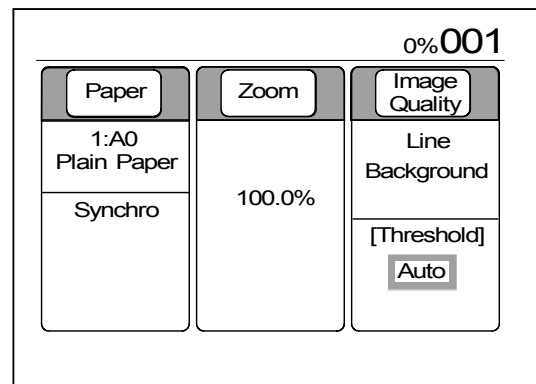 0%001
Paper
1:A0
Plain Paper
Synchro
Zoom
100.0%
Image
Quality
Line
Background
[Threshold]
Auto